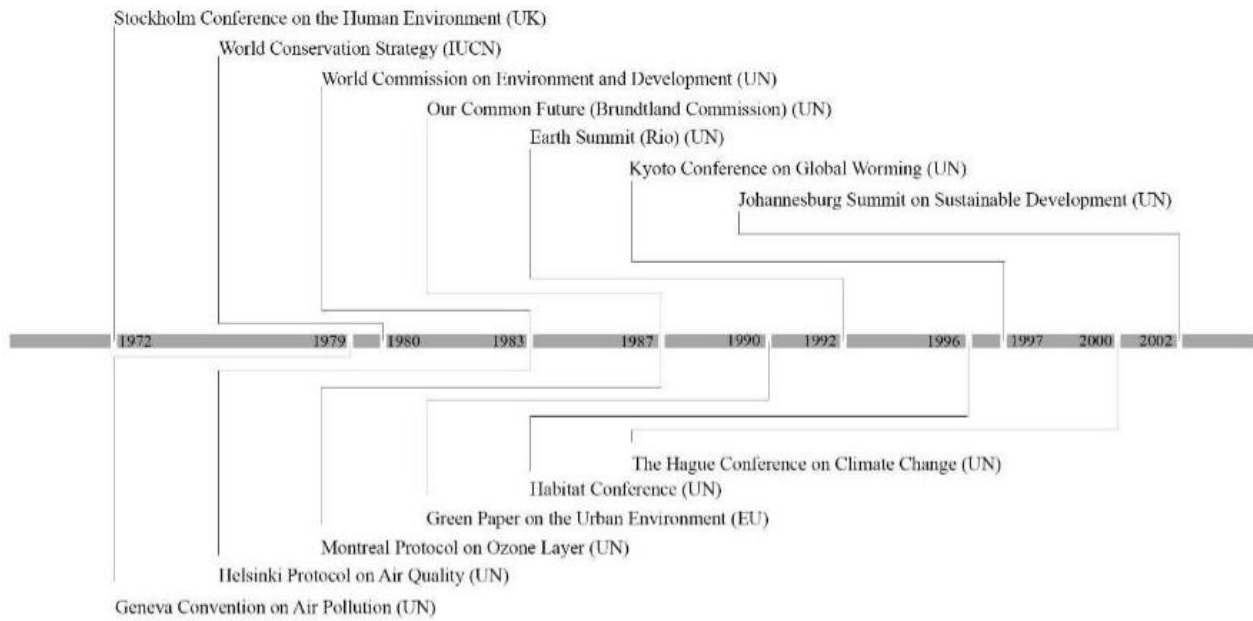 Stockholm Conference on the Human Environment (UK)
World Conservation Strategy (IUCN)
World Commission on Environment and Development (UN)
Our Common Future (Brundtland Commission) (UN)
Earth Summit (Rio) (UN)
Kyoto Conference on Global Worming (UN)
Johannesburg Summit on Sustainable Development (UN)
1972 1979 1980 1983 1987 1990 1992 1996 1997 2000 2002
The Hague Conference on Climate Change (UN)
Habitat Conference (UN)
Green Paper on the Urban Environment (EU)
Montreal Protocol on Ozone Layer (UN)
Helsinki Protocol on Air Quality (UN)
Geneva Convention on Air Pollution (UN)